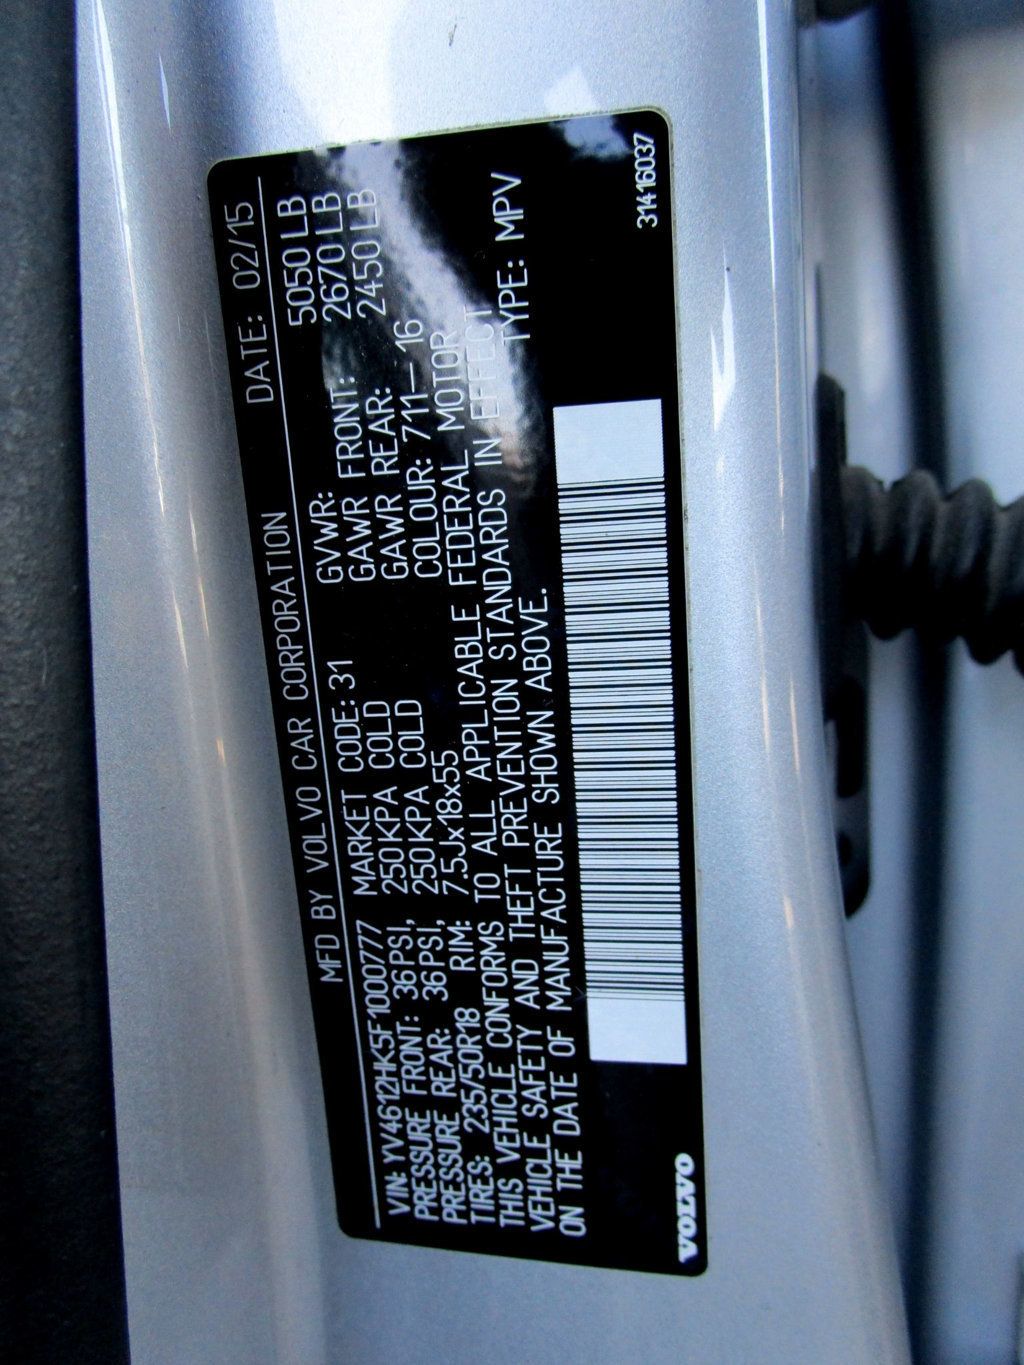 MFD BY VOLVO CAR CORPORATION DATE: 02/15
VIN: YV4612HK5F1000777 MARKET CODE: 31 GVWR: 5050 LB
PRESSURE FRONT: 36PSI, 250KPA COLD GAWR FRONT: 2670 LB
PRESSURE REAR: 36PSI, 250KPA COLD GAWR REAR: 2450 LB
TIRES: 235/50R18 RIM: 7.5Jx18x55 COLOUR: 711—16
THIS VEHICLE CONFORMS TO ALL APPLICABLE FEDERAL MOTOR
VEHICLE SAFETY AND THEFT PREVENTION STANDARDS IN EFFECT
ON THE DATE OF MANUFACTURE SHOWN ABOVE. TYPE: MPV
VOLVO 31416037